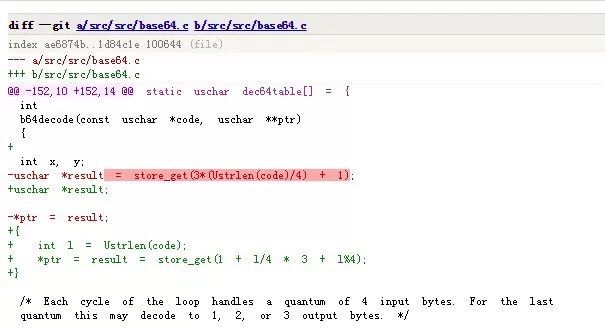 diff --git a/src/src/base64.c b/src/src/base64.c
index ae6874b..1d84c1e 100644 (file)
--- a/src/src/base64.c
+++ b/src/src/base64.c
@@ -152,10 +152,14 @@ static uschar dec64table[] = {
int
b64decode(const uschar *code, uschar **ptr)
{
+
int x, y;
-uschar *result = store_get(3*(Ustrlen(code)/4) + 1);
+uschar *result;

-*ptr = result;
+{
+ int l = Ustrlen(code);
+ *ptr = result = store_get(1 + l/4 * 3 + l%4);
+}

/* Each cycle of the loop handles a quantum of 4 input bytes. For the last
quantum this may decode to 1, 2, or 3 output bytes. */